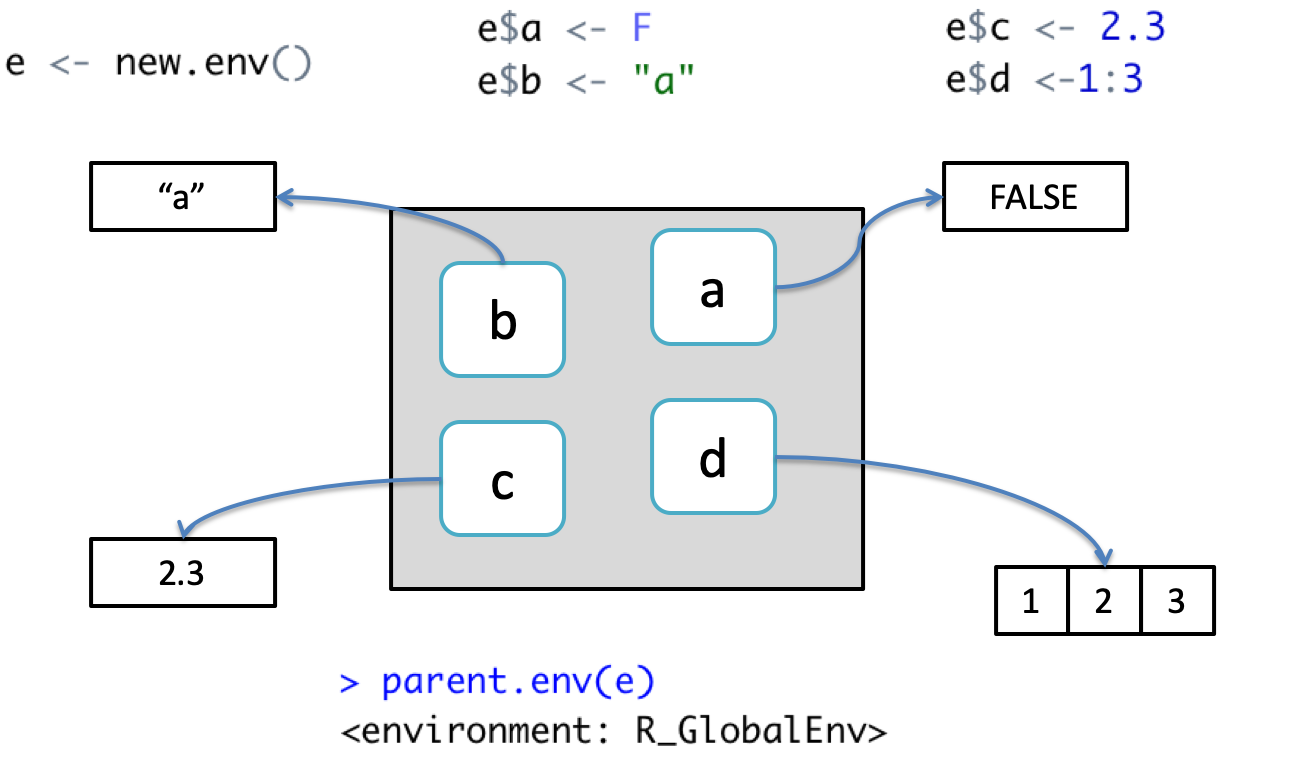 e <- new.env()
e$a <- F
e$b <- "a"
e$c <- 2.3
e$d <-1:3
“a”
FALSE
b
a
c
d
2.3
1 2 3
> parent.env(e)
<environment: R_GlobalEnv>